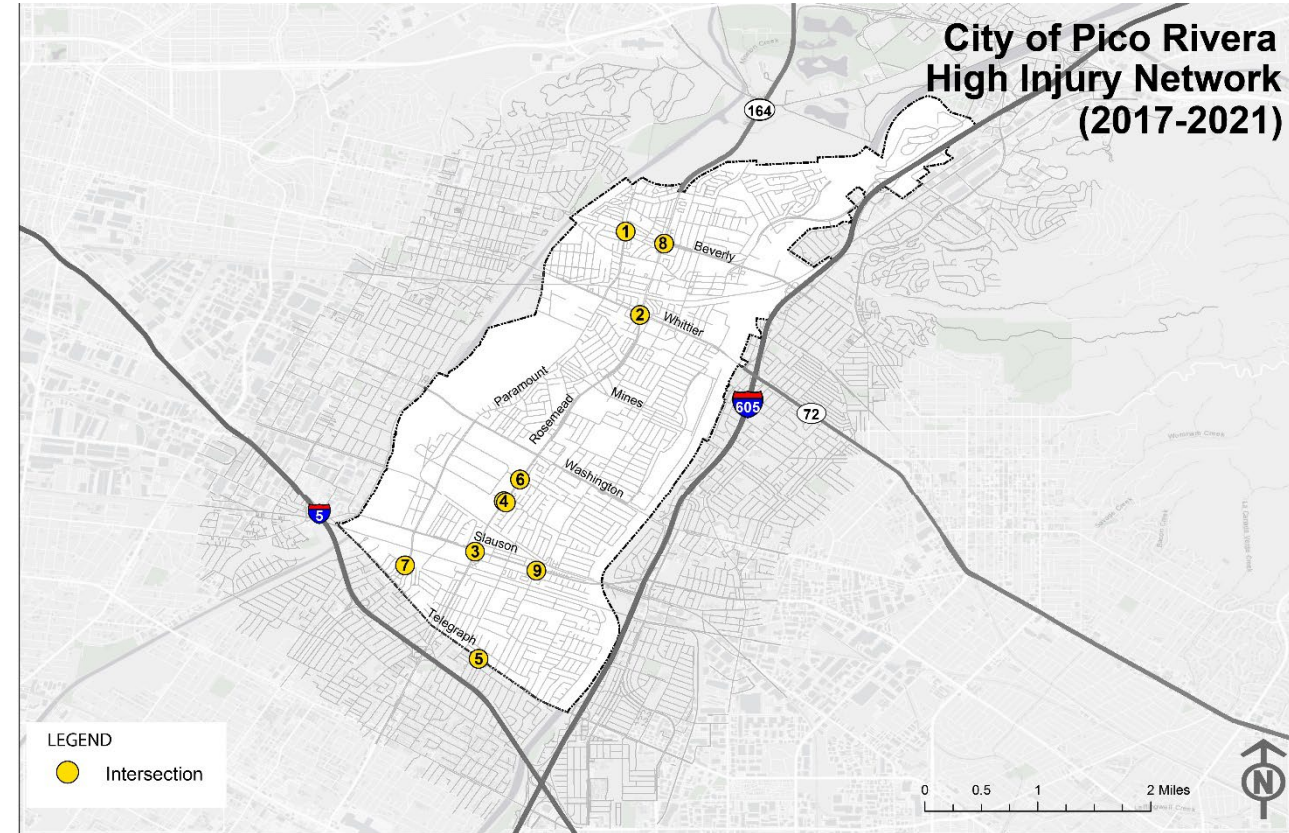 City of Pico Rivera
High Injury Network
(2017-2021)
164
1
8
Beverly
2
Whittier
Paramount
Mines
605
72
Rosemead
6
Washington
4
5
Slauson
3
9
7
Telegraph
5
LEGEND
Intersection
0 0.5 1 2 Miles
N